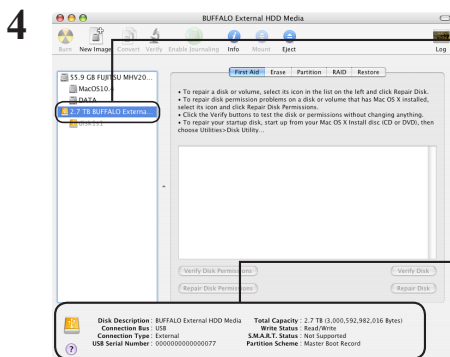 4
BUFFALO External HDD Media
Burn New Image Convert Verify Enable Journaling Info Mount Eject Log
First Aid Erase Partition RAID Restore
55.9 GB FUJITSU MHV20...
MacOS10.4
DATA
2.7 TB BUFFALO Externa...
disk1s1
• To repair a disk or volume, select its icon in the list on the left and click Repair Disk.
• To repair disk permission problems on a disk or volume that has Mac OS X installed,
select its icon and click Repair Disk Permissions.
• Click the Verify buttons to test the disk or permissions without changing anything.
• To repair your startup disk, start up from your Mac OS X Install disc (CD or DVD), then
choose Utilities>Disk Utility...
Verify Disk Permissions Verify Disk
Repair Disk Permissions Repair Disk
Disk Description : BUFFALO External HDD Media Total Capacity : 2.7 TB (3,000,592,982,016 Bytes)
Connection Bus : USB Write Status : Read/Write
Connection Type : External S.M.A.R.T. Status : Not Supported
USB Serial Number : 0000000000000077 Partition Scheme : Master Boot Record
?